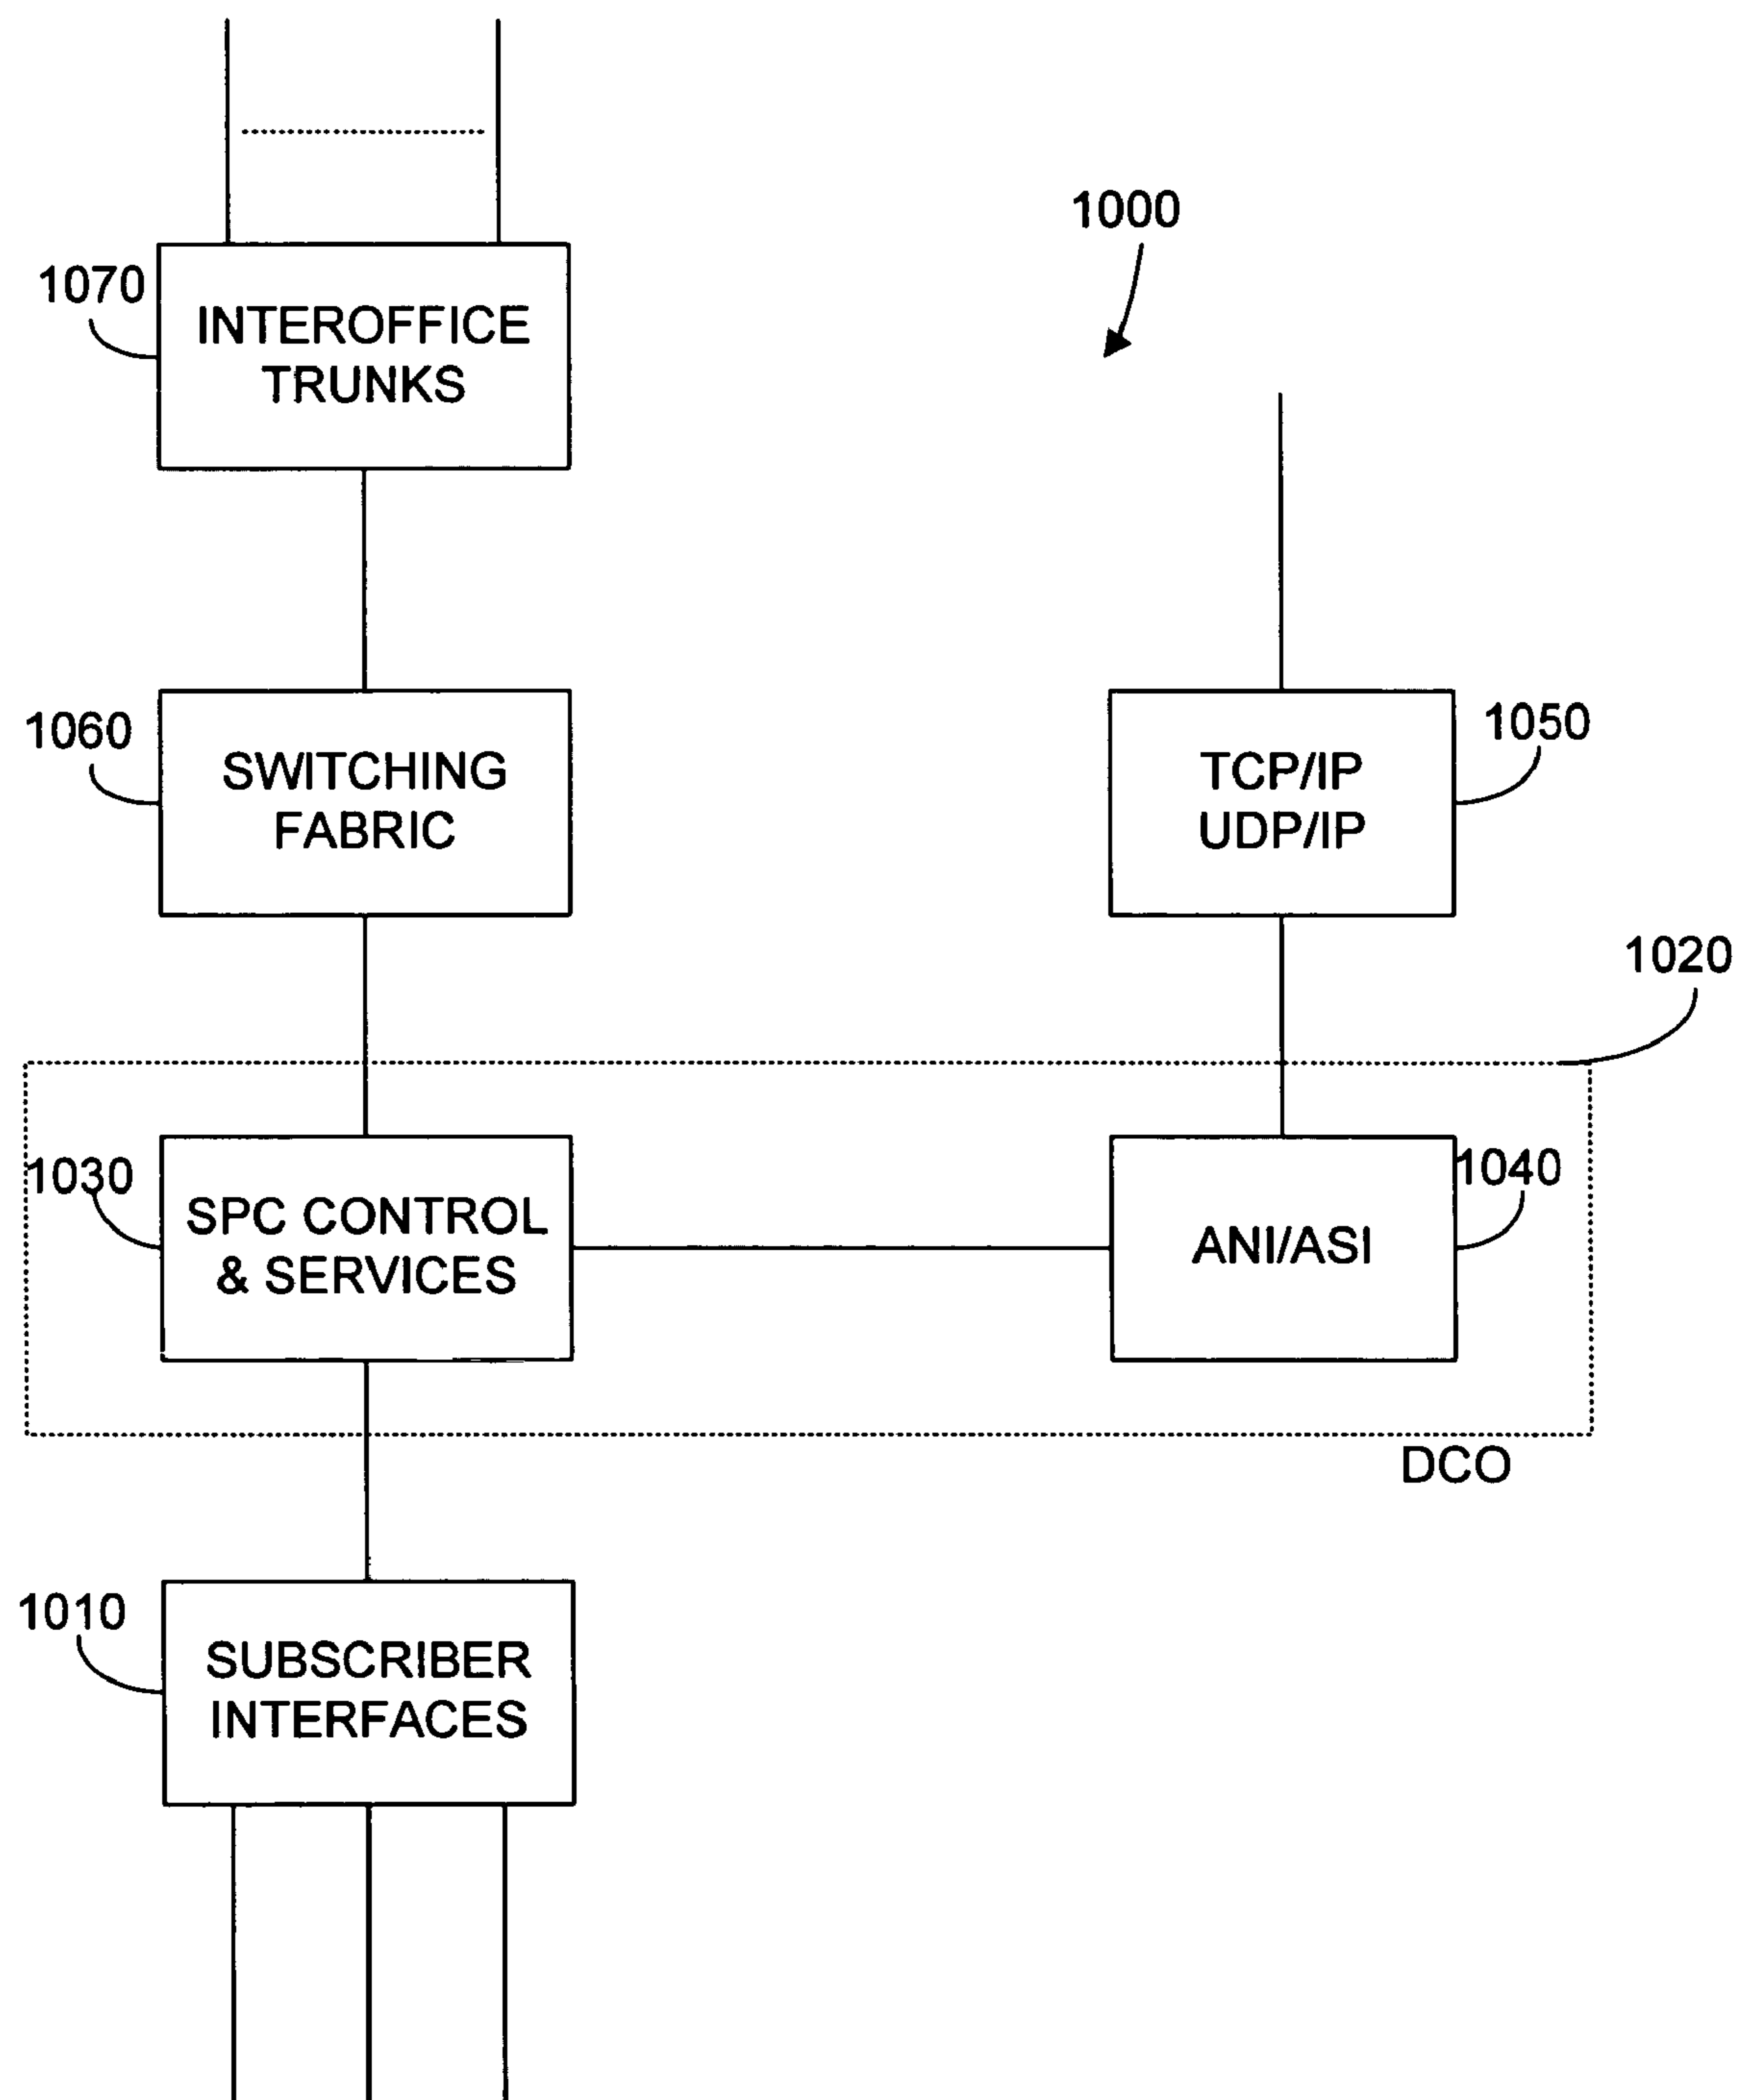 1000
1070
INTEROFFICE
TRUNKS
1060
SWITCHING
FABRIC
TCP/IP
UDP/IP
1050
1020
1030
SPC CONTROL
& SERVICES
ANI/ASI
1040
DCO
1010
SUBSCRIBER
INTERFACES